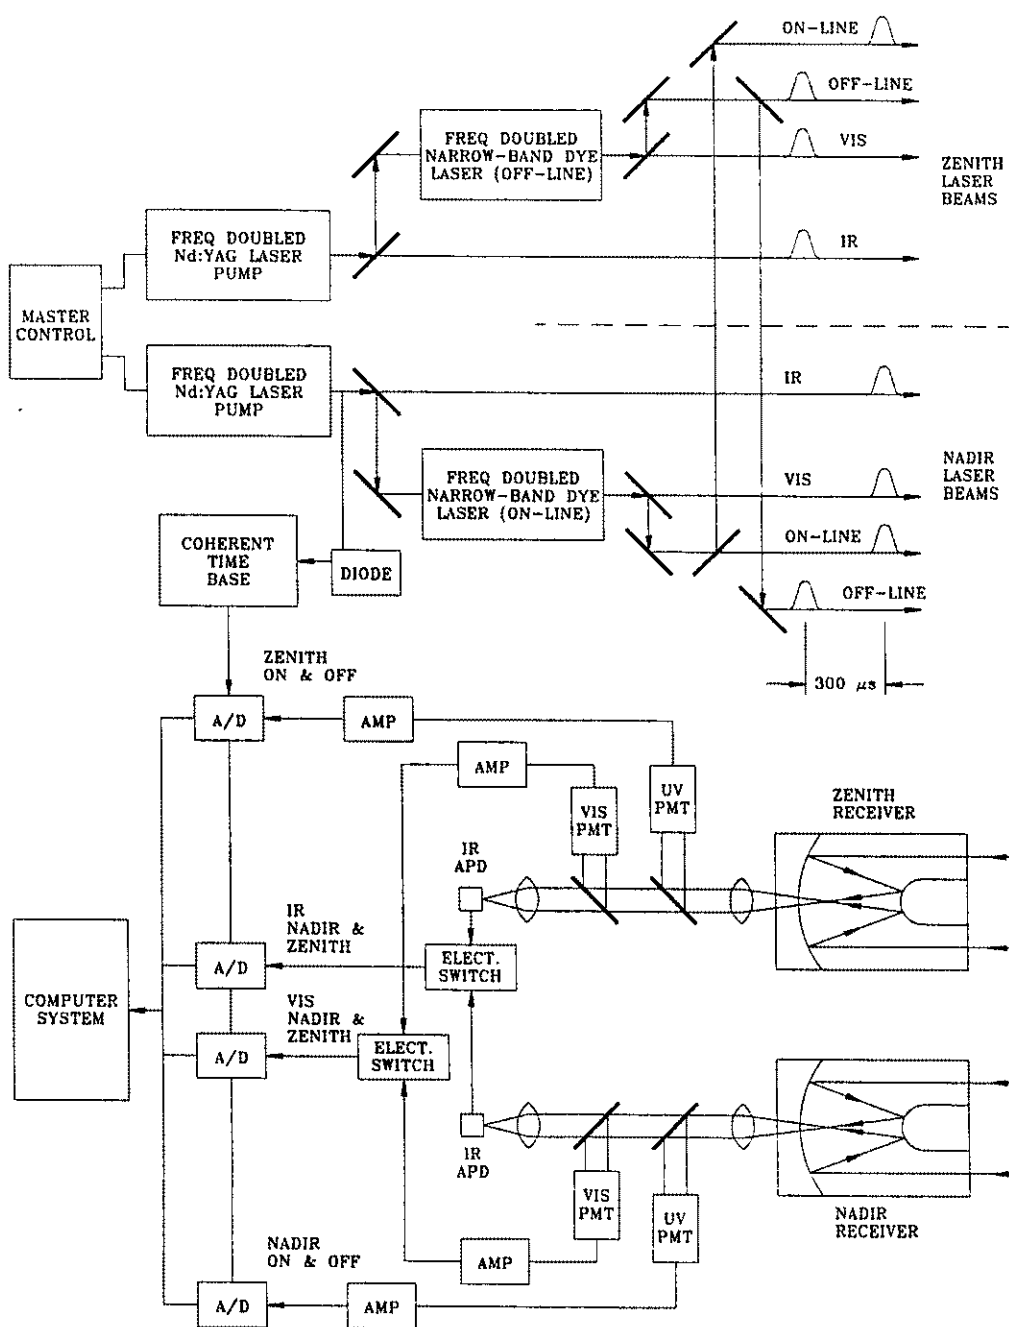 ON-LINE
OFF-LINE
VIS
ZENITH
LASER
BEAMS
FREQ DOUBLED
NARROW-BAND DYE
LASER (OFF-LINE)
IR
FREQ DOUBLED
Nd:YAG LASER
PUMP
MASTER
CONTROL
FREQ DOUBLED
Nd:YAG LASER
PUMP
IR
NADIR
LASER
BEAMS
VIS
FREQ DOUBLED
NARROW-BAND DYE
LASER (ON-LINE)
ON-LINE
COHERENT
TIME
BASE
DIODE
OFF-LINE
300 μs
ZENITH
ON & OFF
A/D
AMP
AMP
UV
PMT
VIS
PMT
ZENITH
RECEIVER
IR
APD
IR
NADIR &
ZENITH
A/D
ELECT.
SWITCH
COMPUTER
SYSTEM
VIS
NADIR &
ZENITH
A/D
ELECT.
SWITCH
IR
APD
VIS
PMT
UV
PMT
NADIR
RECEIVER
NADIR
ON & OFF
AMP
A/D
AMP